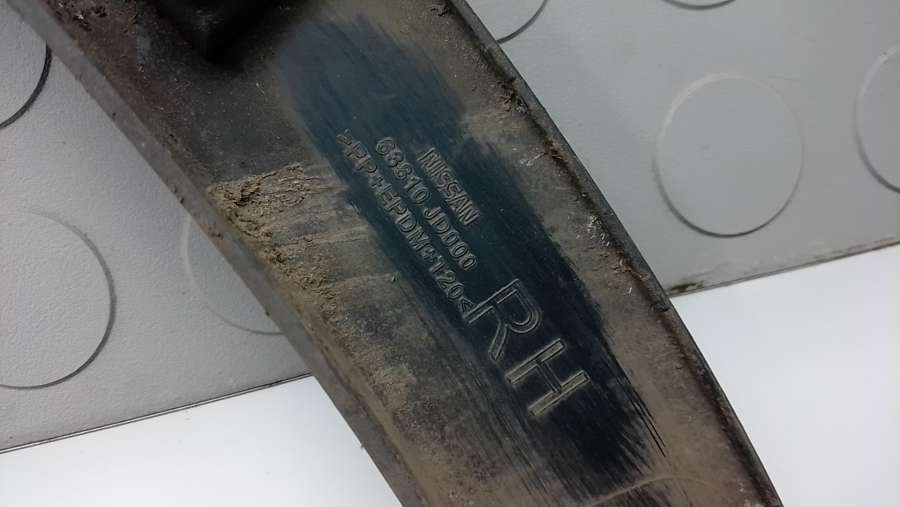 NISSAN
63810 JD000
>PP+EPDM-T20<
RH